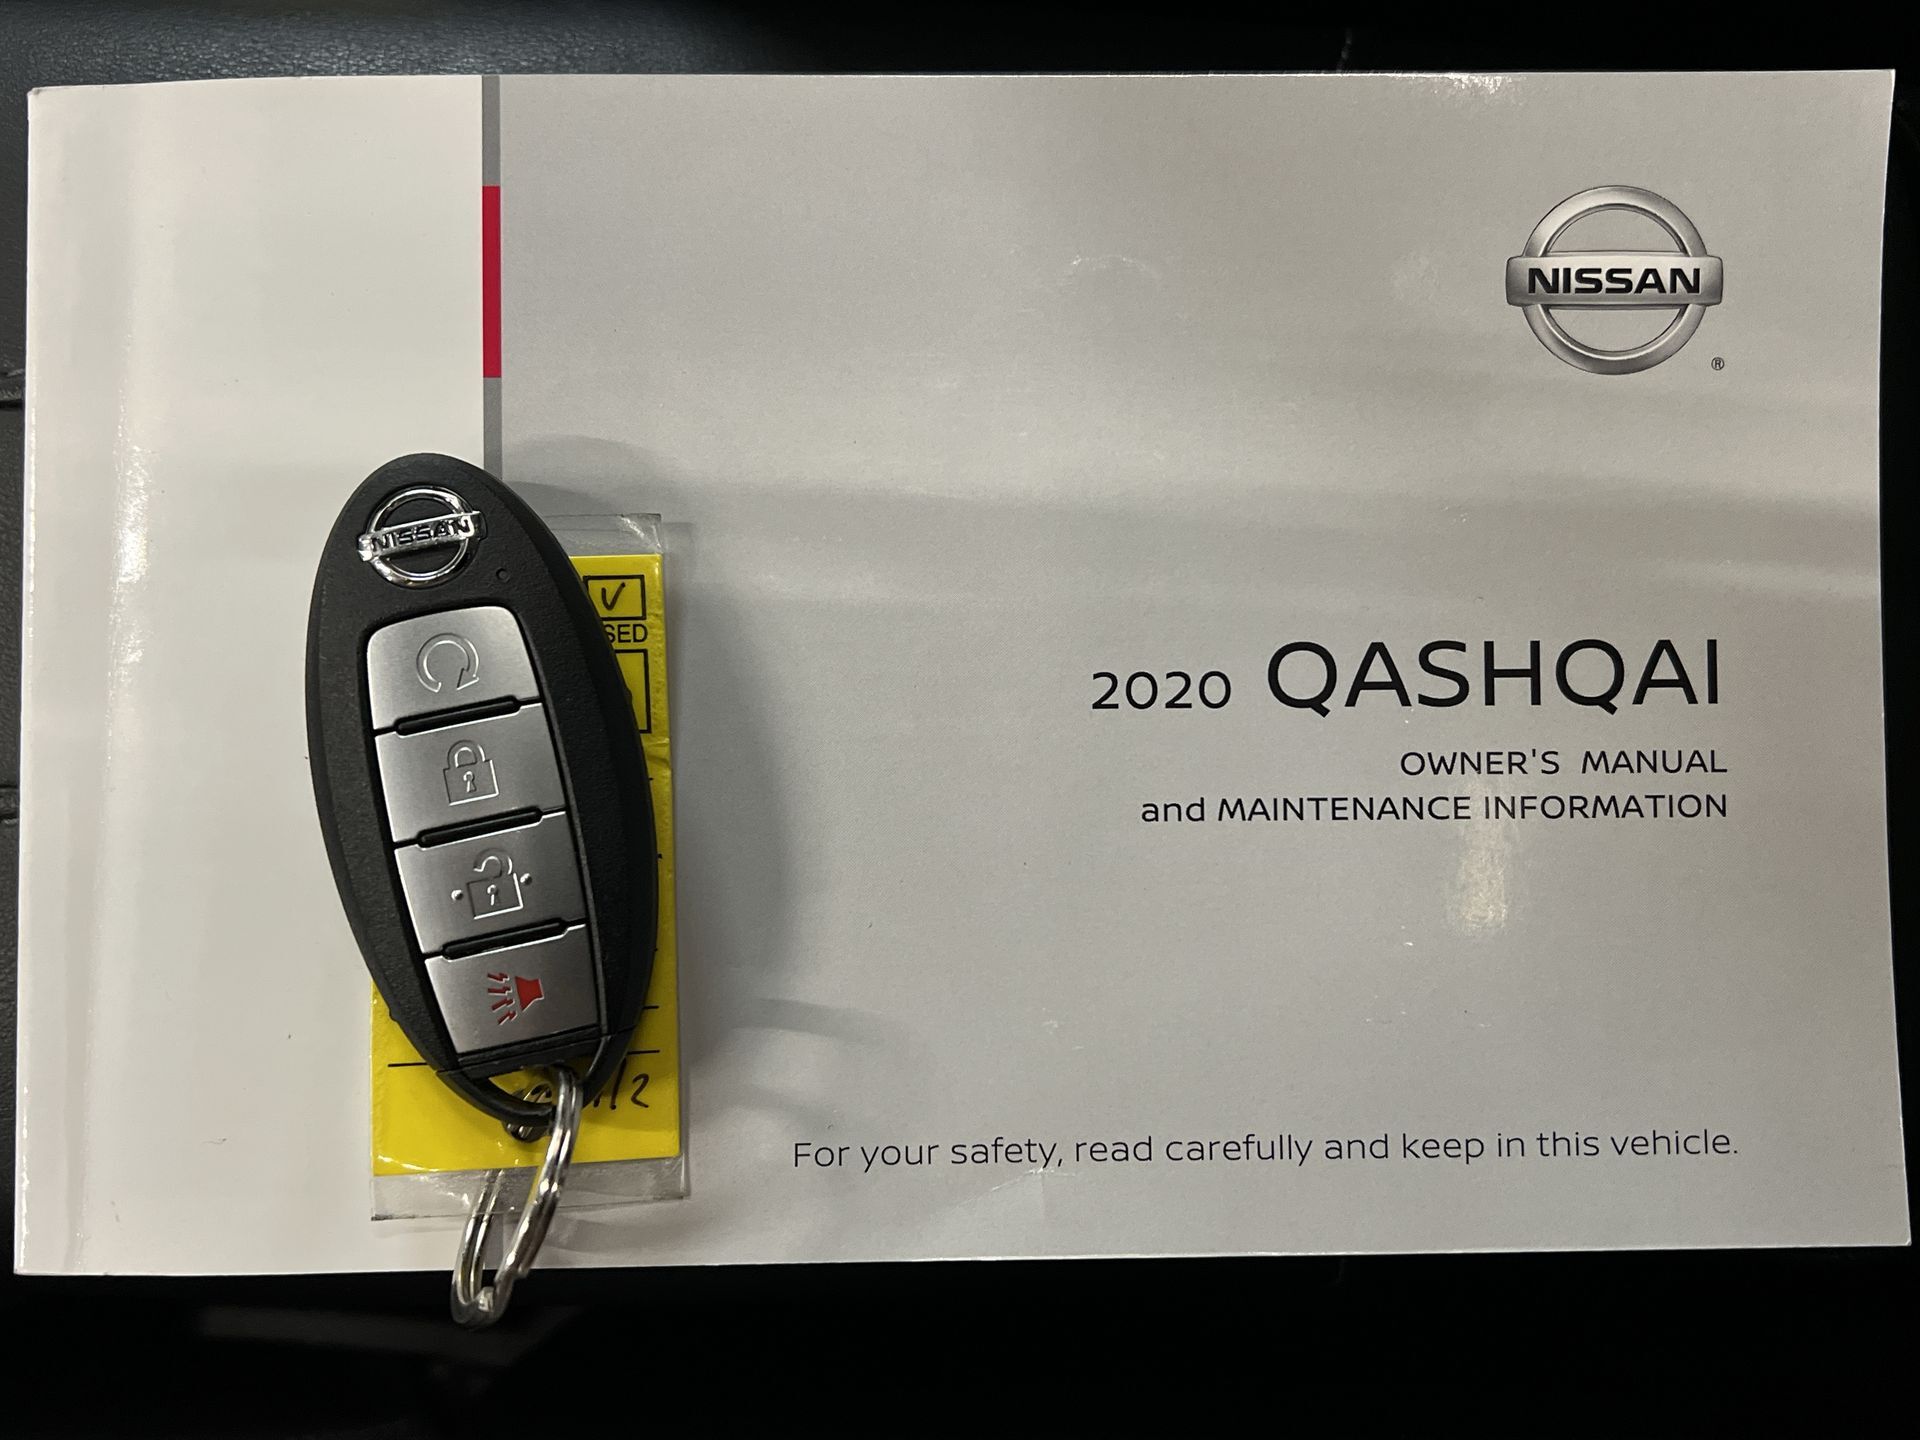 NISSAN
®
NISSAN
SED
2020 QASHQAI
OWNER'S MANUAL
and MAINTENANCE INFORMATION
For your safety, read carefully and keep in this vehicle.